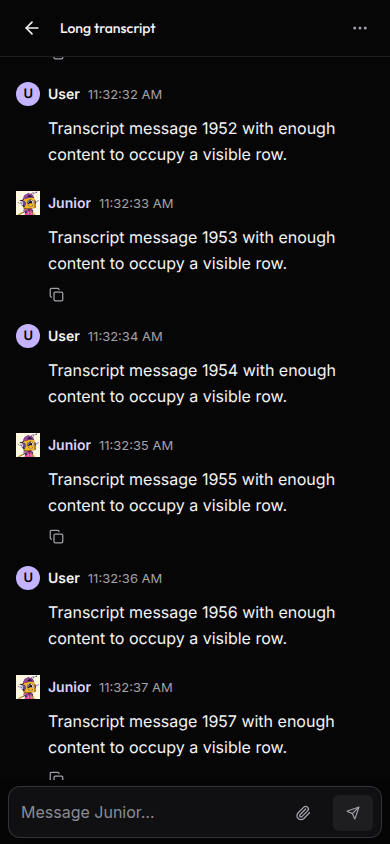 Long transcript
User 11:32:32 AM
Transcript message 1952 with enough
content to occupy a visible row.
Junior 11:32:33 AM
Transcript message 1953 with enough
content to occupy a visible row.
User 11:32:34 AM
Transcript message 1954 with enough
content to occupy a visible row.
Junior 11:32:35 AM
Transcript message 1955 with enough
content to occupy a visible row.
User 11:32:36 AM
Transcript message 1956 with enough
content to occupy a visible row.
Junior 11:32:37 AM
Transcript message 1957 with enough
content to occupy a visible row.
Message Junior...